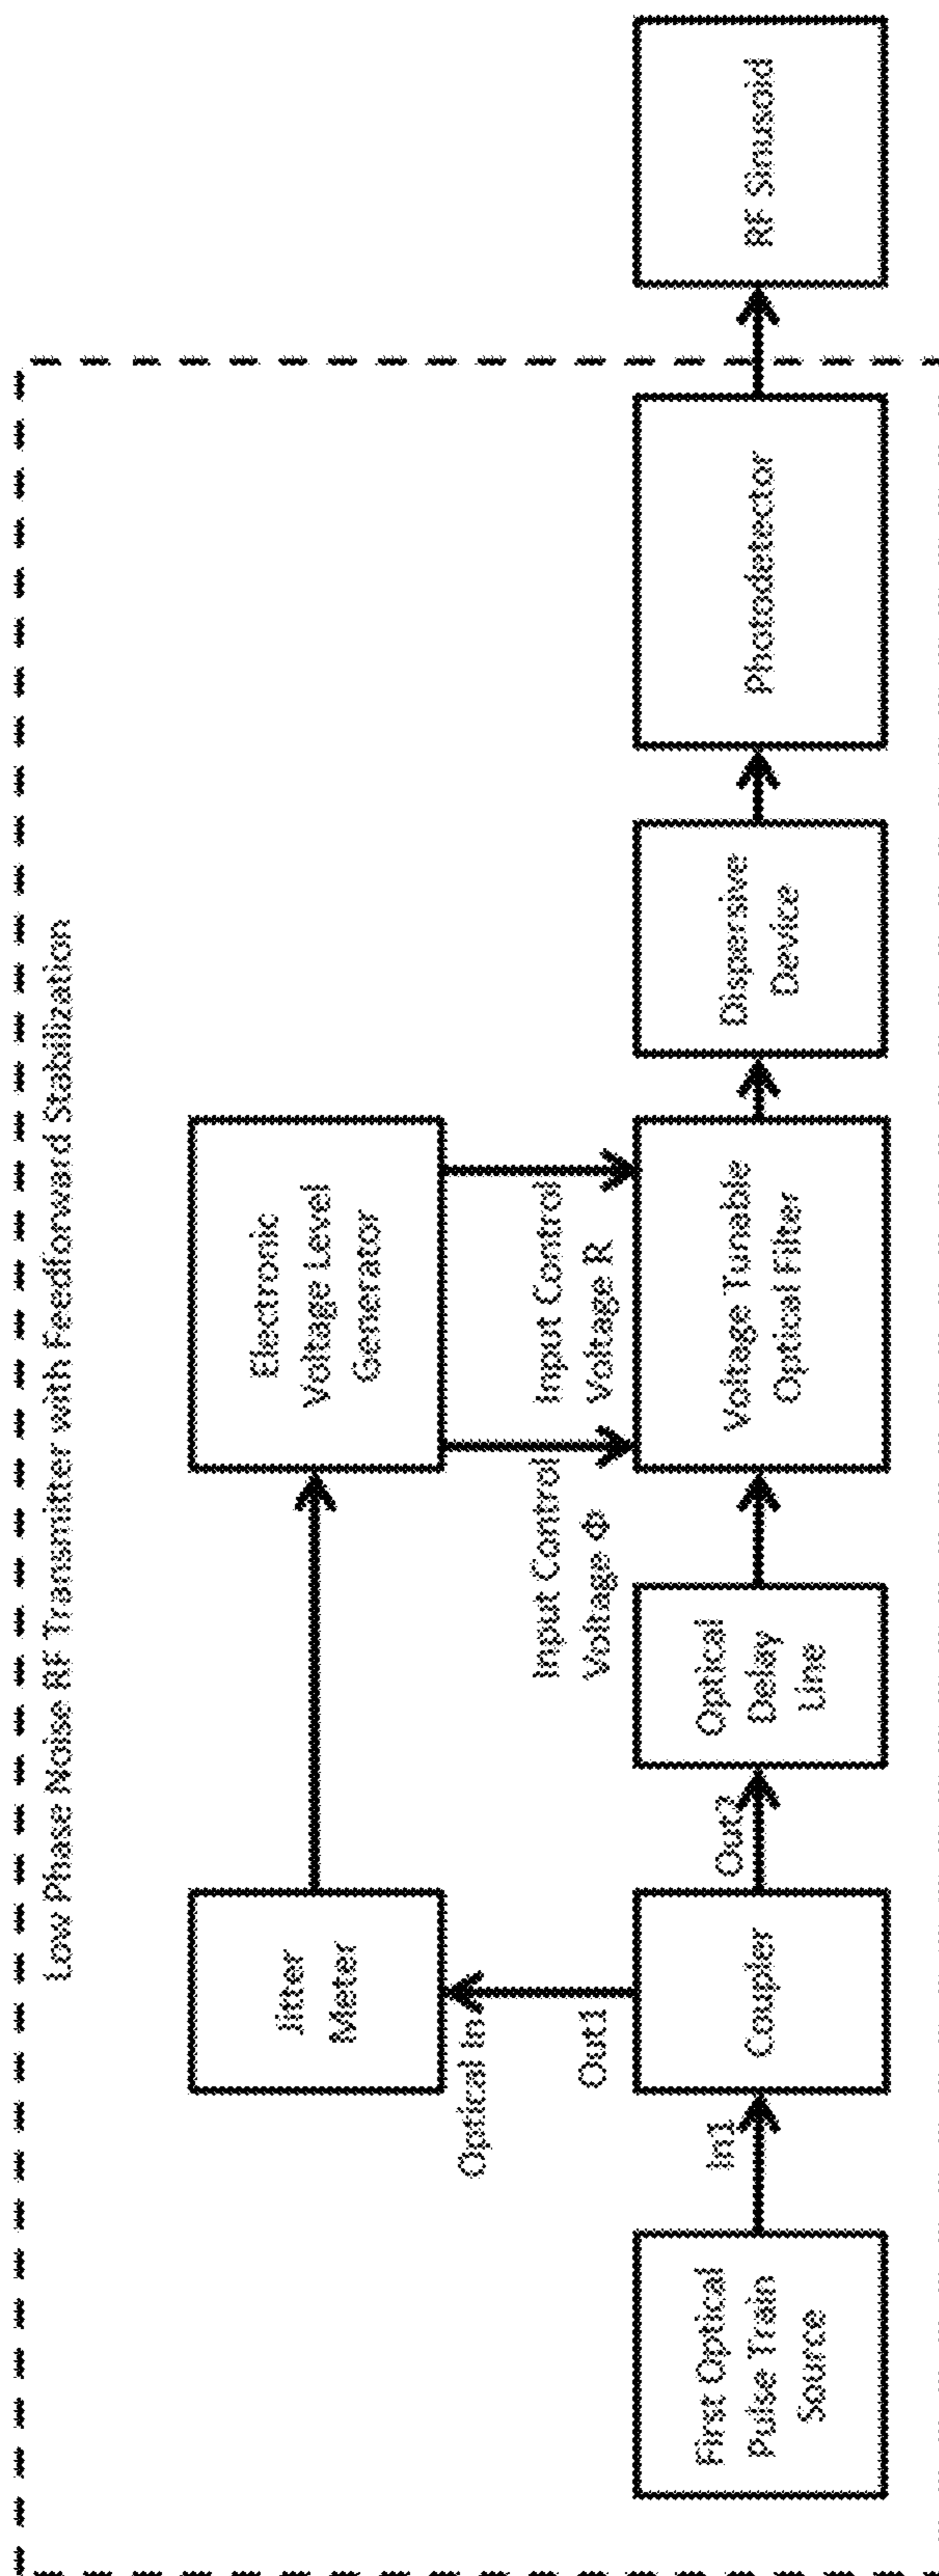 Low Phase Noise RF Transmitter with Feedforward Stabilization
Jitter
Meter
Electronic
Voltage Level
Generator
Optical In
Out1
Input Control
Voltage Φ
Input Control
Voltage R
First Optical
Pulse Train
Source
In1
Coupler
Out2
Optical
Delay
Line
Voltage Tunable
Optical Filter
Dispersive
Device
Photodetector
RF Sinusoid